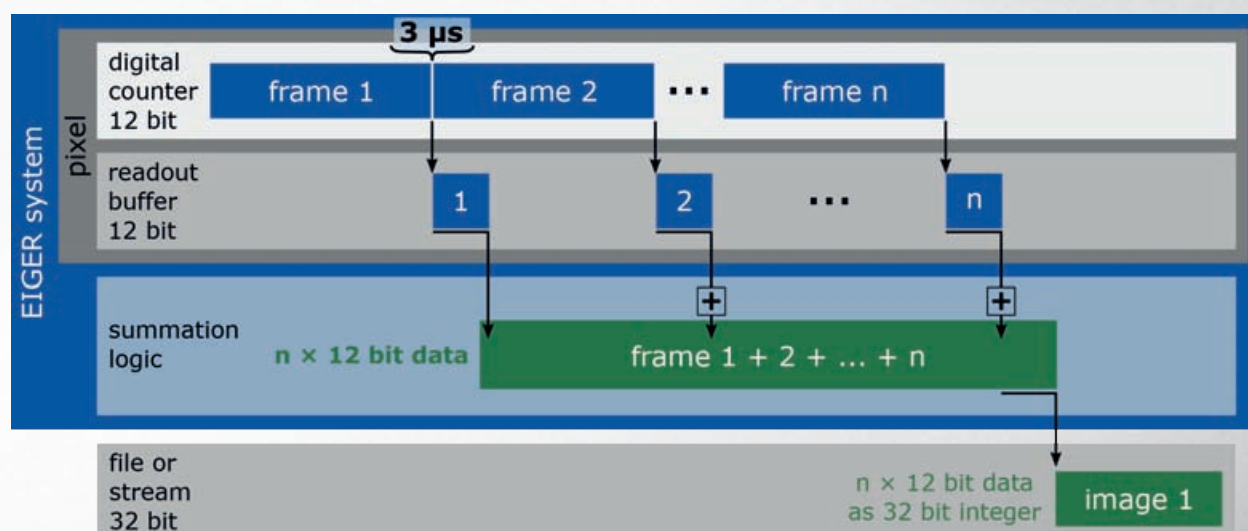 EIGER system
pixel
digital
counter
12 bit
3 µs
frame 1
frame 2
...
frame n
readout
buffer
12 bit
1
2
...
n
summation
logic
n × 12 bit data
+
+
frame 1 + 2 + ... + n
file or
stream
32 bit
n × 12 bit data
as 32 bit integer
image 1